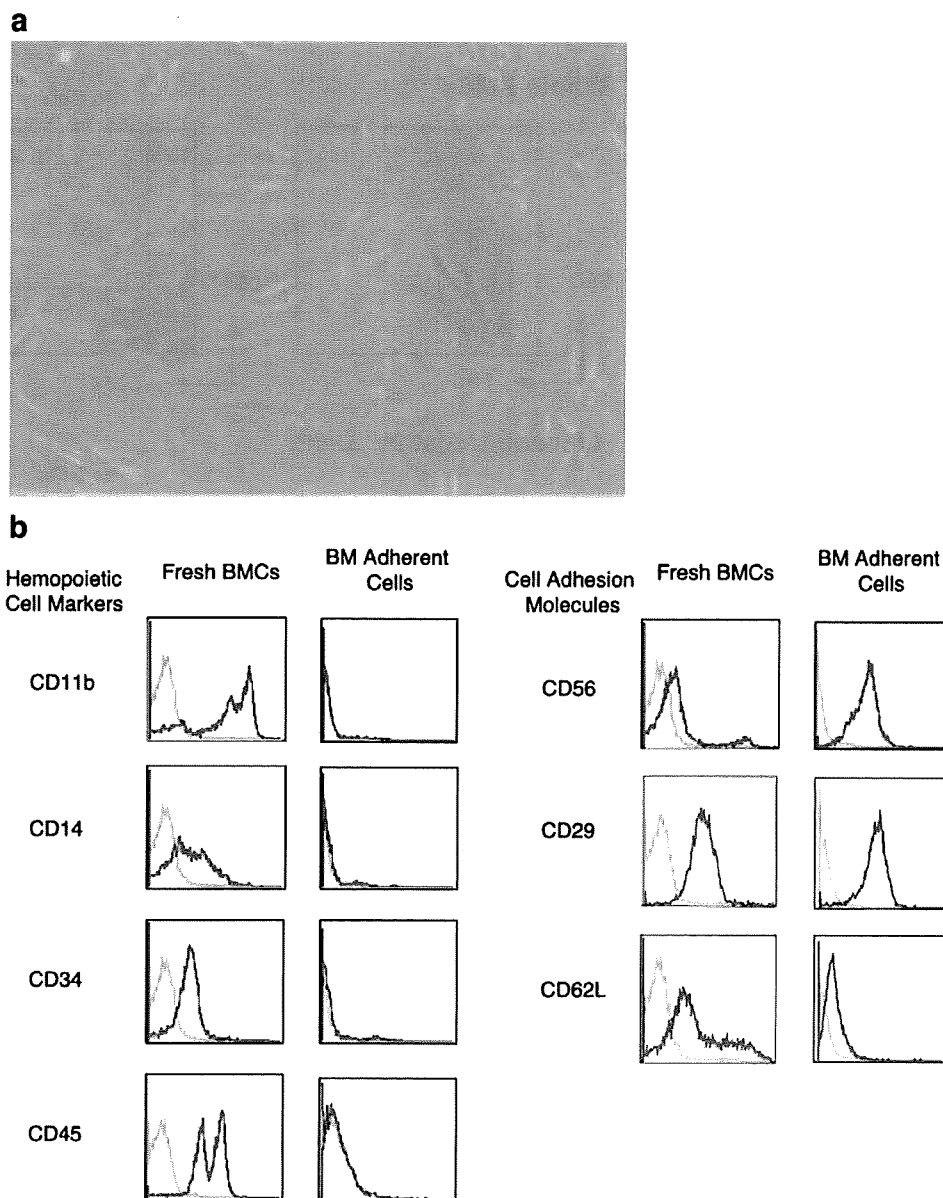 a
b
Hemopoietic
Cell Markers
Fresh BMCs
BM Adherent
Cells
CD11b
CD14
CD34
CD45
Cell Adhesion
Molecules
Fresh BMCs
BM Adherent
Cells
CD56
CD29
CD62L